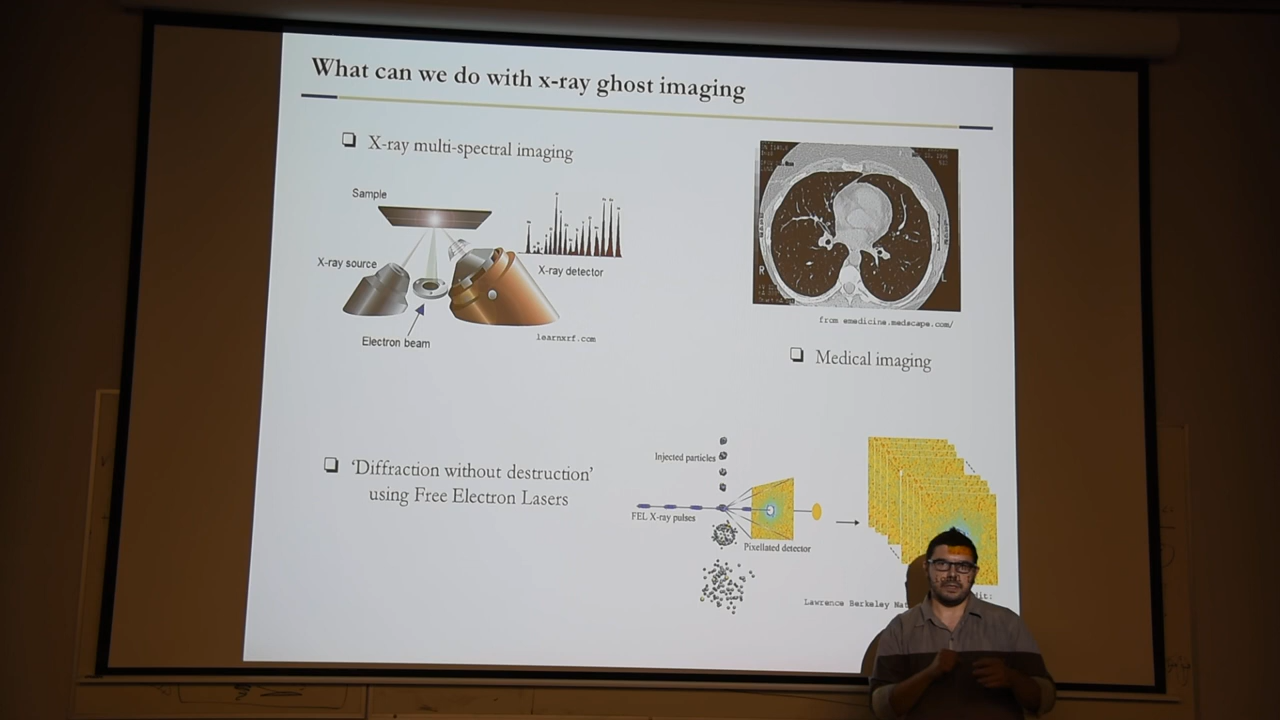 What can we do with x-ray ghost imaging
❑ X-ray multi-spectral imaging
Sample
X-ray source
X-ray detector
Electron beam
learnxrf.com
R
L
from emedicine.medscape.com/
❑ Medical imaging
❑ 'Diffraction without destruction'
using Free Electron Lasers
Injected particles
FEL X-ray pulses
Pixellated detector
Lawrence Berkeley